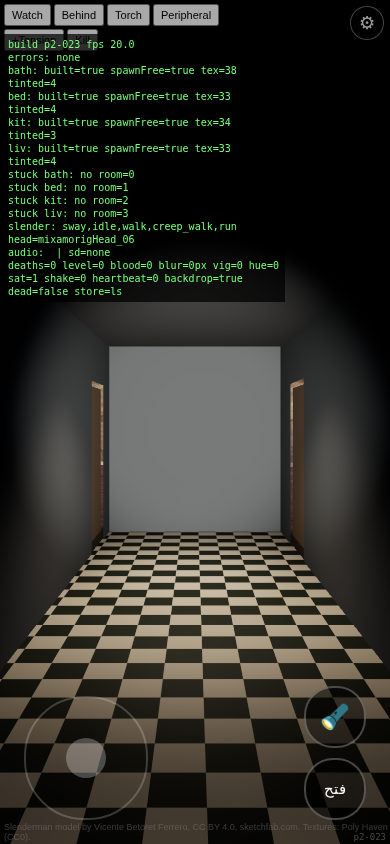 Watch Behind Torch Peripheral
build p2-023 fps 20.0
errors: none
bath: built=true spawnFree=true tex=38
tinted=4
bed: built=true spawnFree=true tex=33
tinted=4
kit: built=true spawnFree=true tex=34
tinted=3
liv: built=true spawnFree=true tex=33
tinted=4
stuck bath: no room=0
stuck bed: no room=1
stuck kit: no room=2
stuck liv: no room=3
slender: sway,idle,walk,creep_walk,run
head=mixamorigHead_06
audio: | sd=none
deaths=0 level=0 blood=0 blur=0px vig=0 hue=0
sat=1 shake=0 heartbeat=0 backdrop=true
dead=false store=ls
فتح
Slenderman model by Vicente Betoret Ferrero, CC BY 4.0, sketchfab.com. Textures: Poly Haven
(CC0).
p2-023